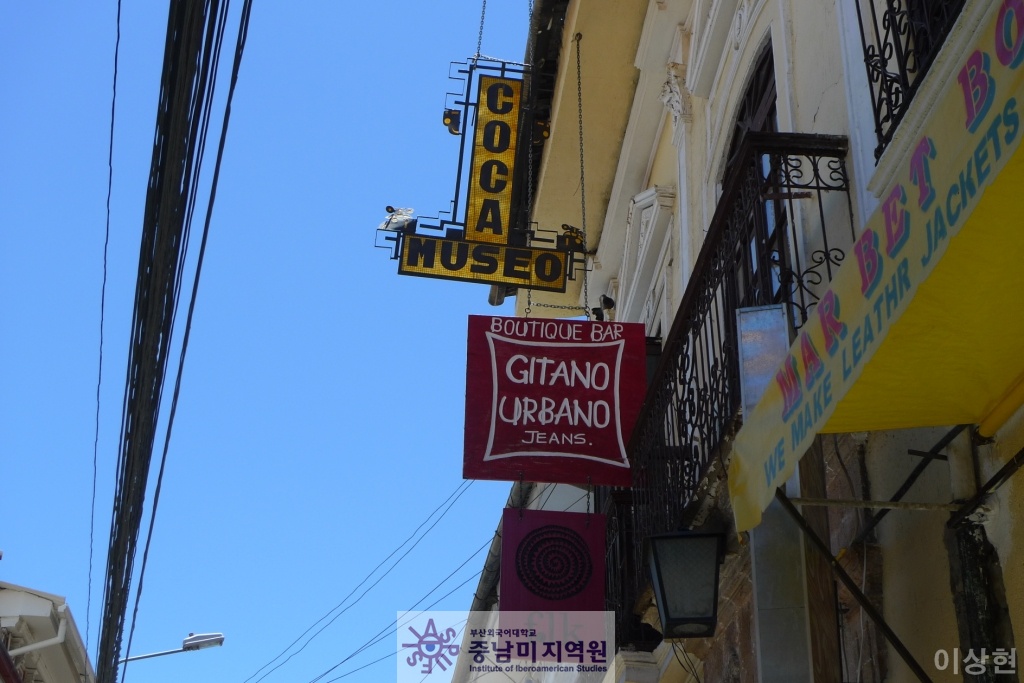 COCA
MUSEO
BOUTIQUE BAR
GITANO
URBANO
JEANS.
MAR BET BO
WE MAKE LEATHR JACKETS
부산외국어대학교
중남미지역원
Institute of Iberoamerican Studies
이상현